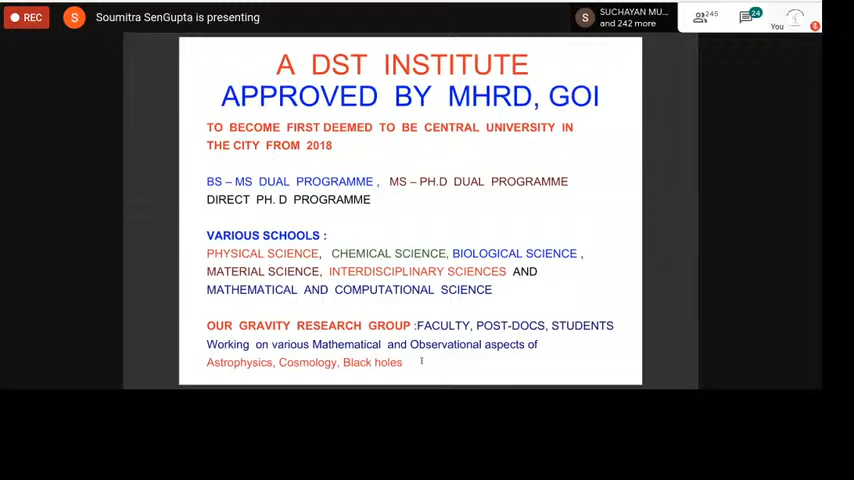 REC
S
Soumitra SenGupta is presenting
S
SUCHAYAN MU...
and 242 more
245
24
You
A DST INSTITUTE
APPROVED BY MHRD, GOI
TO BECOME FIRST DEEMED TO BE CENTRAL UNIVERSITY IN
THE CITY FROM 2018
BS – MS DUAL PROGRAMME , MS – PH.D DUAL PROGRAMME
DIRECT PH. D PROGRAMME
VARIOUS SCHOOLS :
PHYSICAL SCIENCE, CHEMICAL SCIENCE, BIOLOGICAL SCIENCE ,
MATERIAL SCIENCE, INTERDISCIPLINARY SCIENCES AND
MATHEMATICAL AND COMPUTATIONAL SCIENCE
OUR GRAVITY RESEARCH GROUP :FACULTY, POST-DOCS, STUDENTS
Working on various Mathematical and Observational aspects of
Astrophysics, Cosmology, Black holes